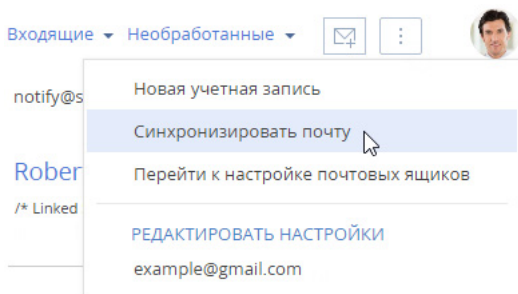 Входящие Необработанные
Новая учетная запись
notify@s
Синхронизировать почту
Rober
Перейти к настройке почтовых ящиков
/* Linked
РЕДАКТИРОВАТЬ НАСТРОЙКИ
example@gmail.com